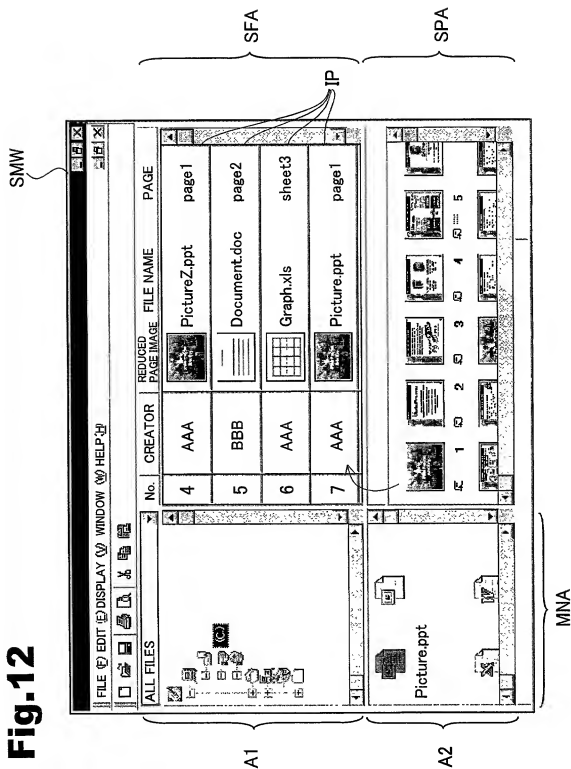 Fig.12
SMW
FILE (F) EDIT (E) DISPLAY (V) WINDOW (W) HELP(H)
ALL FILES
No. CREATOR REDUCED PAGE IMAGE FILE NAME PAGE
4 AAA PictureZ.ppt page1
5 BBB Document.doc page2
6 AAA Graph.xls sheet3
7 AAA Picture.ppt page1
(C)
Picture.ppt
1 2 3 4 5
A1
A2
MNA
SFA
IP
SPA